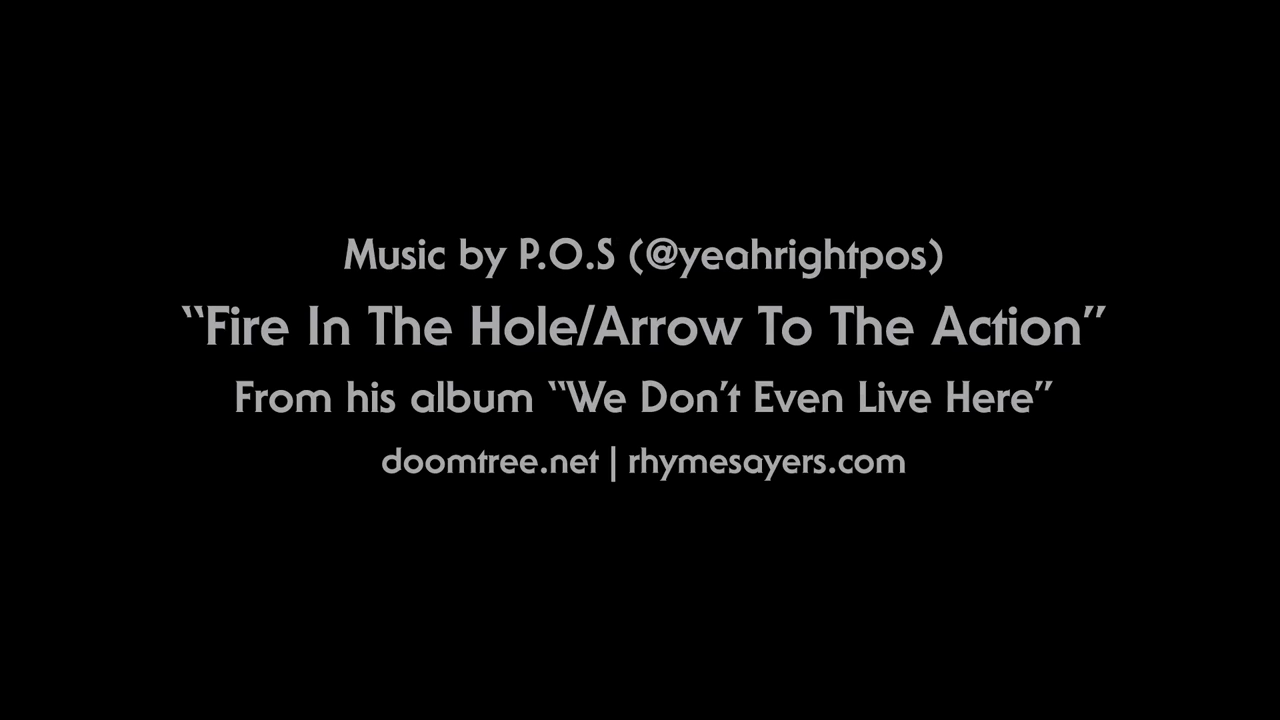 Music by P.O.S (@yeahrightpos)
“Fire In The Hole/Arrow To The Action”
From his album “We Don’t Even Live Here”
doomtree.net | rhymesayers.com